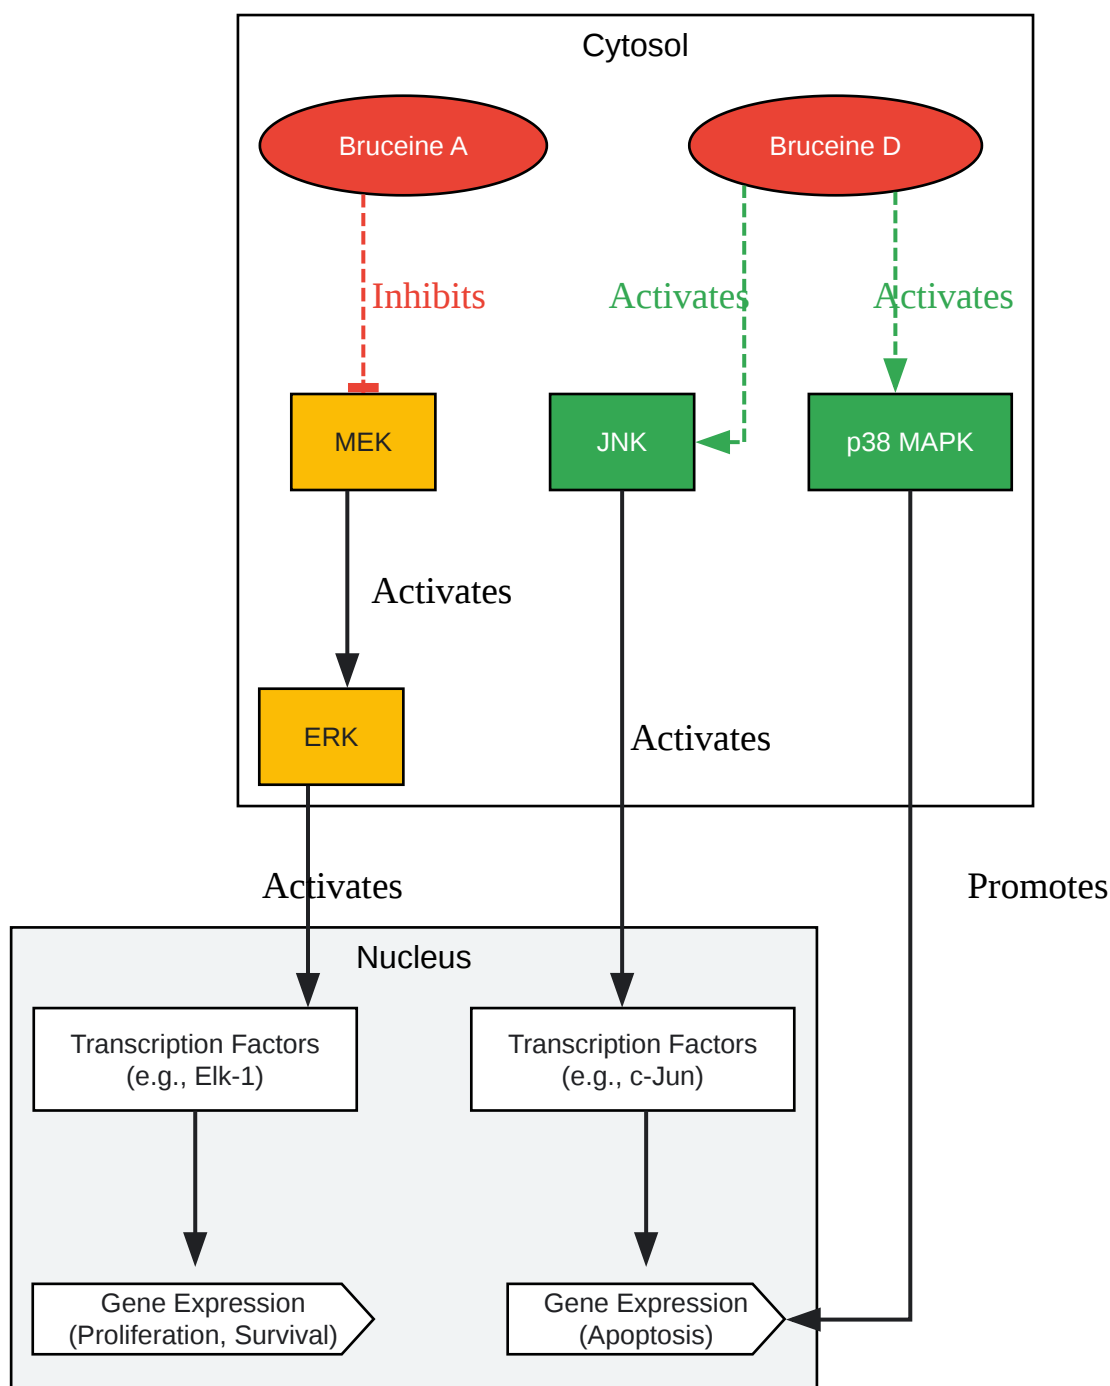 Cytosol
Bruceine A
Bruceine D
Inhibits
Activates
Activates
MEK
JNK
p38 MAPK
Activates
ERK
Activates
Activates
Promotes
Nucleus
Transcription Factors
(e.g., Elk-1)
Transcription Factors
(e.g., c-Jun)
Gene Expression
(Proliferation, Survival)
Gene Expression
(Apoptosis)